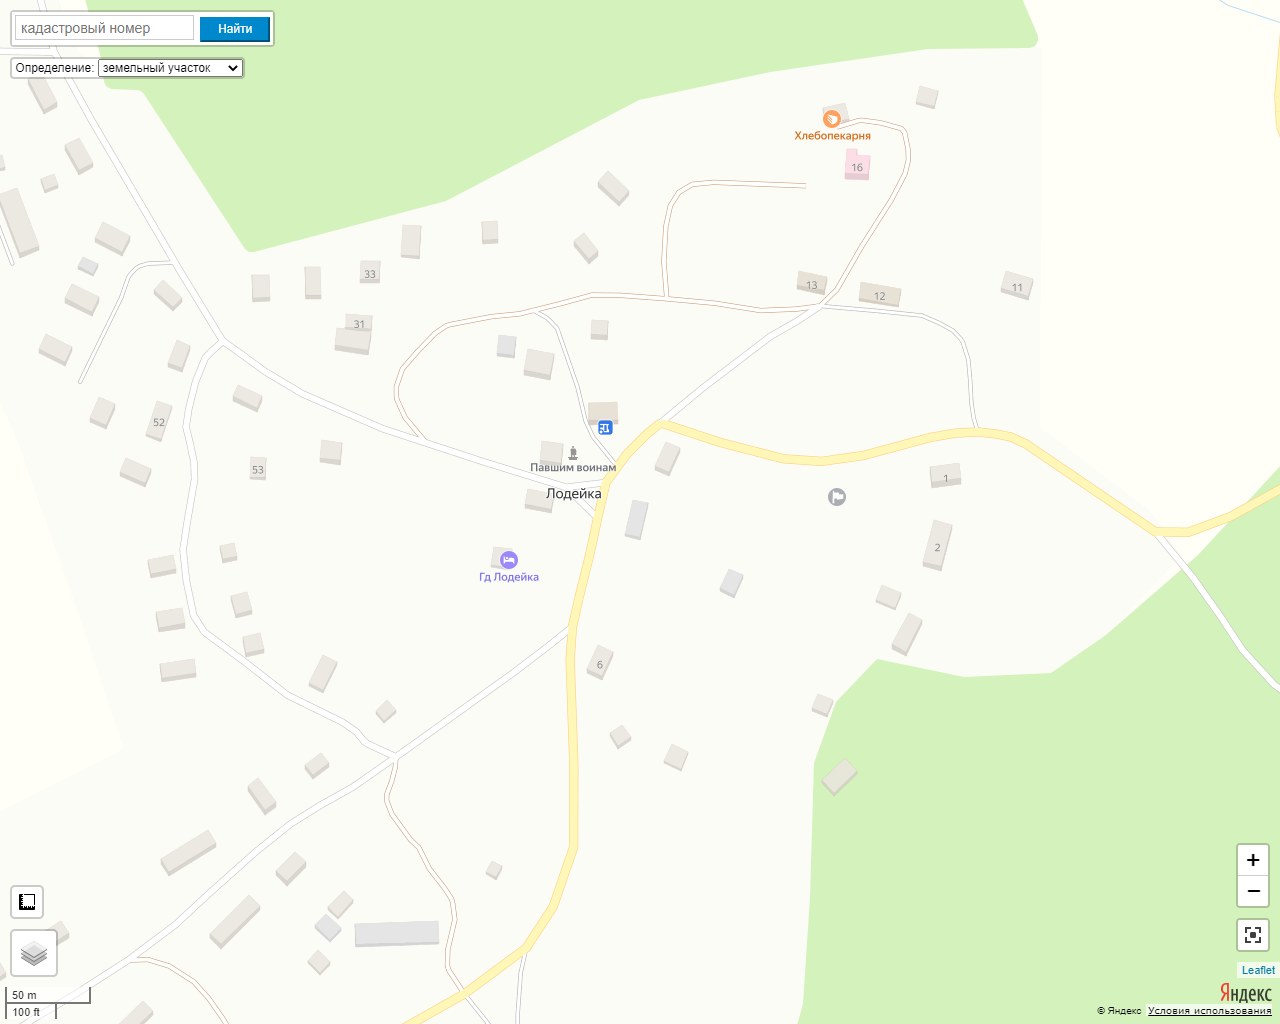 кадастровый номер
Найти
Определение: земельный участок
Хлебопекарня
16
33
13
12
11
31
52
53
Павшим воинам
Лодейка
1
2
Гд Лодейка
6
+
−
Leaflet
50 m
100 ft
Яндекс
© Яндекс Условия использования